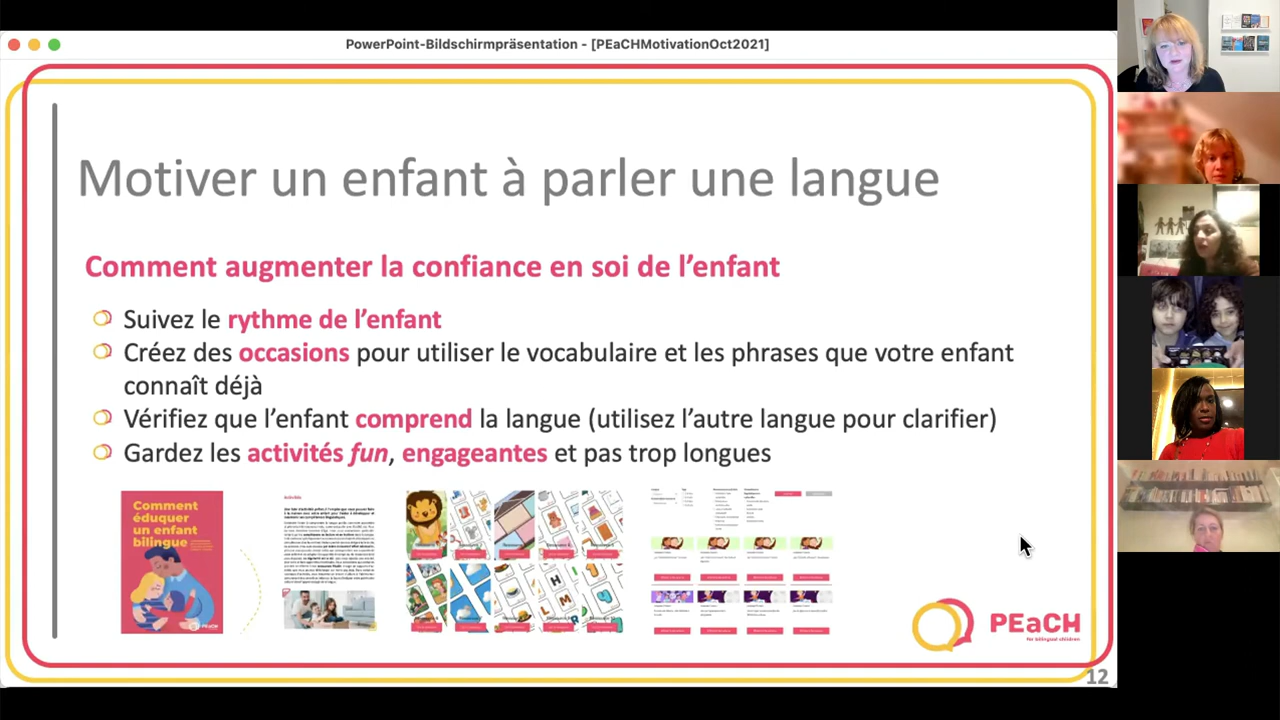 PowerPoint-Bildschirmpräsentation - [PEaCHMotivationOct2021]
Motiver un enfant à parler une langue
Comment augmenter la confiance en soi de l’enfant
Suivez le rythme de l’enfant
Créez des occasions pour utiliser le vocabulaire et les phrases que votre enfant
connaît déjà
Vérifiez que l’enfant comprend la langue (utilisez l’autre langue pour clarifier)
Gardez les activités fun, engageantes et pas trop longues
Comment
éduquer
un enfant
bilingue
Activités
PEaCH
for bilingual children
12